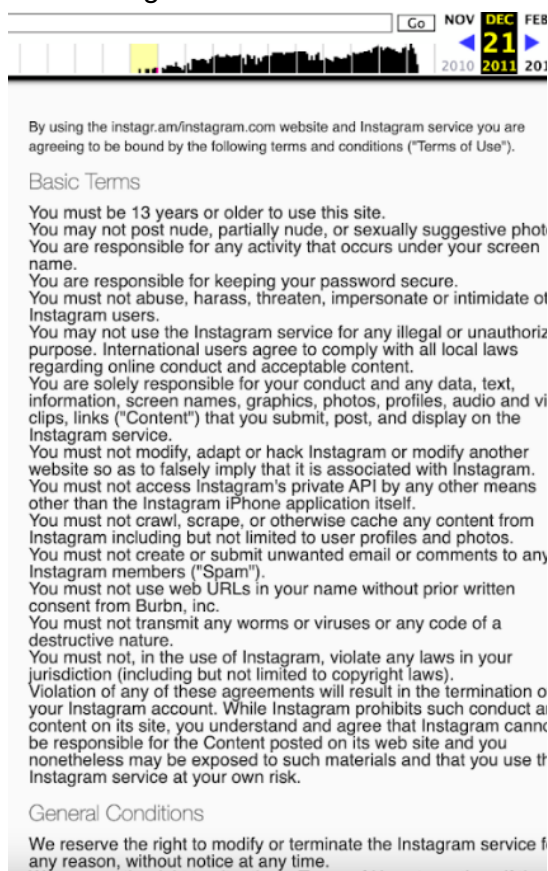 Go NOV DEC FEB
21
2010 2011 201
By using the instagr.am/instagram.com website and Instagram service you are
agreeing to be bound by the following terms and conditions ("Terms of Use").
Basic Terms
You must be 13 years or older to use this site.
You may not post nude, partially nude, or sexually suggestive phot
You are responsible for any activity that occurs under your screen
name.
You are responsible for keeping your password secure.
You must not abuse, harass, threaten, impersonate or intimidate ot
Instagram users.
You may not use the Instagram service for any illegal or unauthoriz
purpose. International users agree to comply with all local laws
regarding online conduct and acceptable content.
You are solely responsible for your conduct and any data, text,
information, screen names, graphics, photos, profiles, audio and vi
clips, links ("Content") that you submit, post, and display on the
Instagram service.
You must not modify, adapt or hack Instagram or modify another
website so as to falsely imply that it is associated with Instagram.
You must not access Instagram's private API by any other means
other than the Instagram iPhone application itself.
You must not crawl, scrape, or otherwise cache any content from
Instagram including but not limited to user profiles and photos.
You must not create or submit unwanted email or comments to any
Instagram members ("Spam").
You must not use web URLs in your name without prior written
consent from Burbn, inc.
You must not transmit any worms or viruses or any code of a
destructive nature.
You must not, in the use of Instagram, violate any laws in your
jurisdiction (including but not limited to copyright laws).
Violation of any of these agreements will result in the termination o
your Instagram account. While Instagram prohibits such conduct a
content on its site, you understand and agree that Instagram canno
be responsible for the Content posted on its web site and you
nonetheless may be exposed to such materials and that you use th
Instagram service at your own risk.
General Conditions
We reserve the right to modify or terminate the Instagram service f
any reason, without notice at any time.